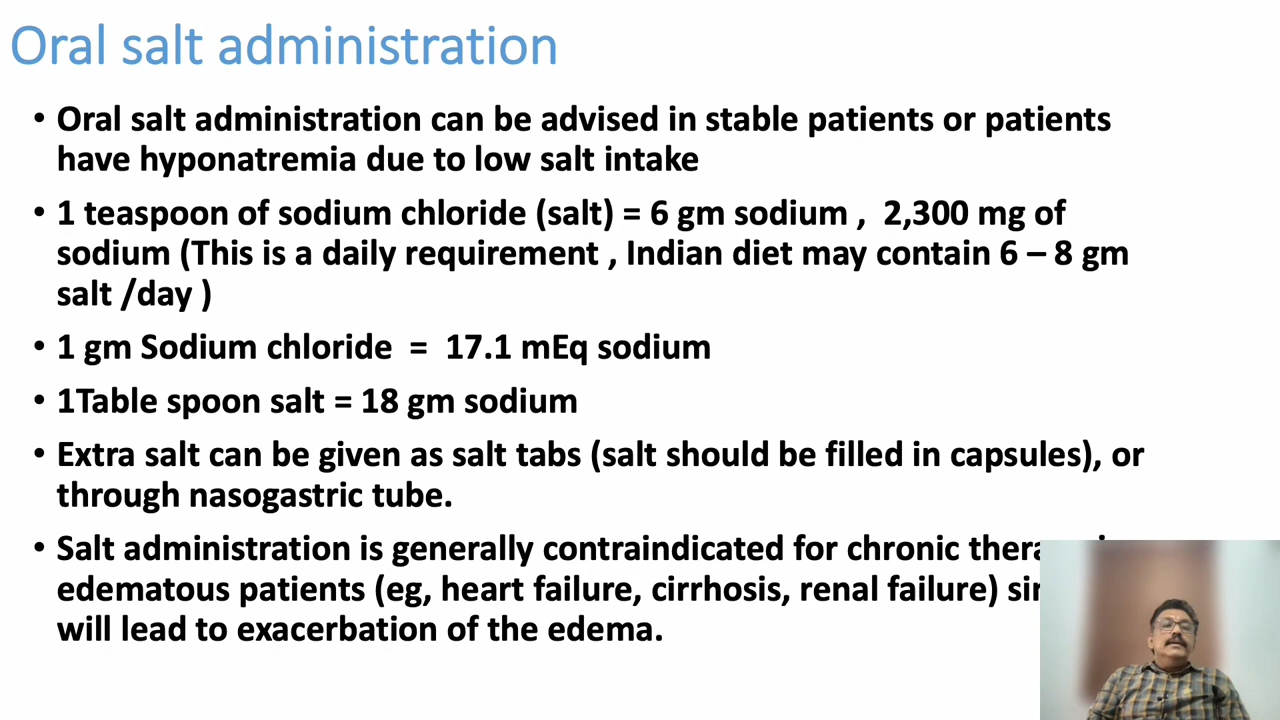 Oral salt administration
• Oral salt administration can be advised in stable patients or patients
have hyponatremia due to low salt intake
• 1 teaspoon of sodium chloride (salt) = 6 gm sodium , 2,300 mg of
sodium (This is a daily requirement , Indian diet may contain 6 – 8 gm
salt /day )
• 1 gm Sodium chloride = 17.1 mEq sodium
• 1Table spoon salt = 18 gm sodium
• Extra salt can be given as salt tabs (salt should be filled in capsules), or
through nasogastric tube.
• Salt administration is generally contraindicated for chronic
edematous patients (eg, heart failure, cirrhosis, renal failure)
will lead to exacerbation of the edema.